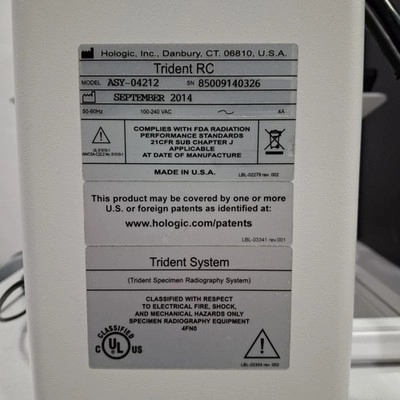 Hologic, Inc., Danbury, CT. 06810, U.S.A.
Trident RC
MODEL ASY-04212 SN 85009140326
SEPTEMBER 2014
50-60Hz 100-240 VAC 4A
COMPLIES WITH FDA RADIATION
PERFORMANCE STANDARDS
21CFR SUB CHAPTER J
APPLICABLE
AT DATE OF MANUFACTURE
MADE IN U.S.A.
LBL-02279 rev. 002
This product may be covered by one or more
U.S. or foreign patents as identified at:
www.hologic.com/patents
LBL-03341 rev.001
Trident System
(Trident Specimen Radiography System)
CLASSIFIED WITH RESPECT
TO ELECTRICAL FIRE, SHOCK,
AND MECHANICAL HAZARDS ONLY
SPECIMEN RADIOGRAPHY EQUIPMENT
4FN0
CLASSIFIED
C UL US